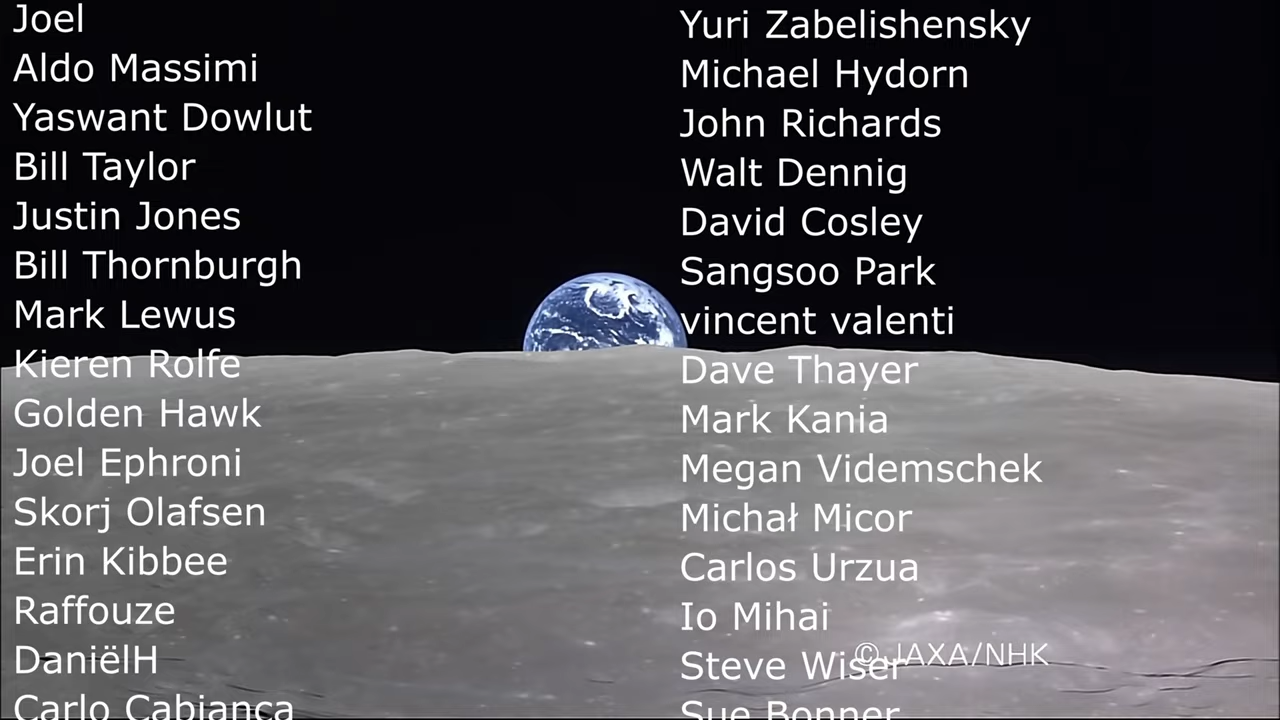 Joel
Aldo Massimi
Yaswant Dowlut
Bill Taylor
Justin Jones
Bill Thornburgh
Mark Lewus
Kieren Rolfe
Golden Hawk
Joel Ephroni
Skorj Olafsen
Erin Kibbee
Raffouze
DaniëlH
Carlo Cabianca
Yuri Zabelishensky
Michael Hydorn
John Richards
Walt Dennig
David Cosley
Sangsoo Park
vincent valenti
Dave Thayer
Mark Kania
Megan Videmschek
Michał Micor
Carlos Urzua
Io Mihai
Steve Wiser
Sue Bonner
© JAXA/NHK